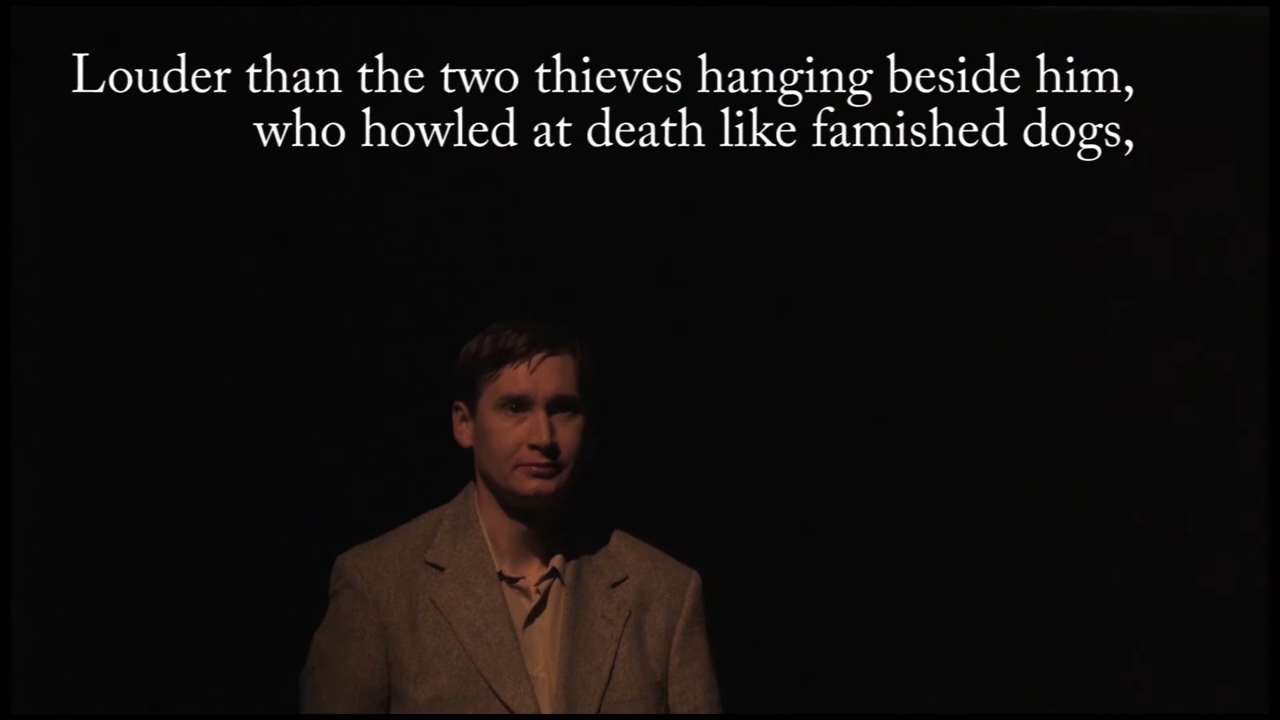 Louder than the two thieves hanging beside him,
who howled at death like famished dogs,